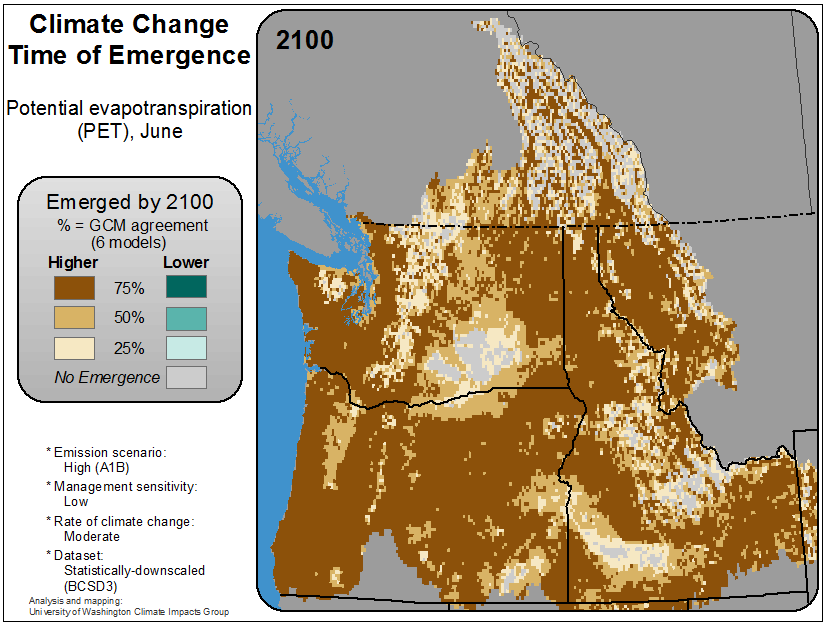 Climate Change
Time of Emergence
Potential evapotranspiration
(PET), June
Emerged by 2100
% = GCM agreement
(6 models)
Higher Lower
75%
50%
25%
No Emergence
* Emission scenario:
High (A1B)
* Management sensitivity:
Low
* Rate of climate change:
Moderate
* Dataset:
Statistically-downscaled
(BCSD3)
Analysis and mapping:
University of Washington Climate Impacts Group
2100